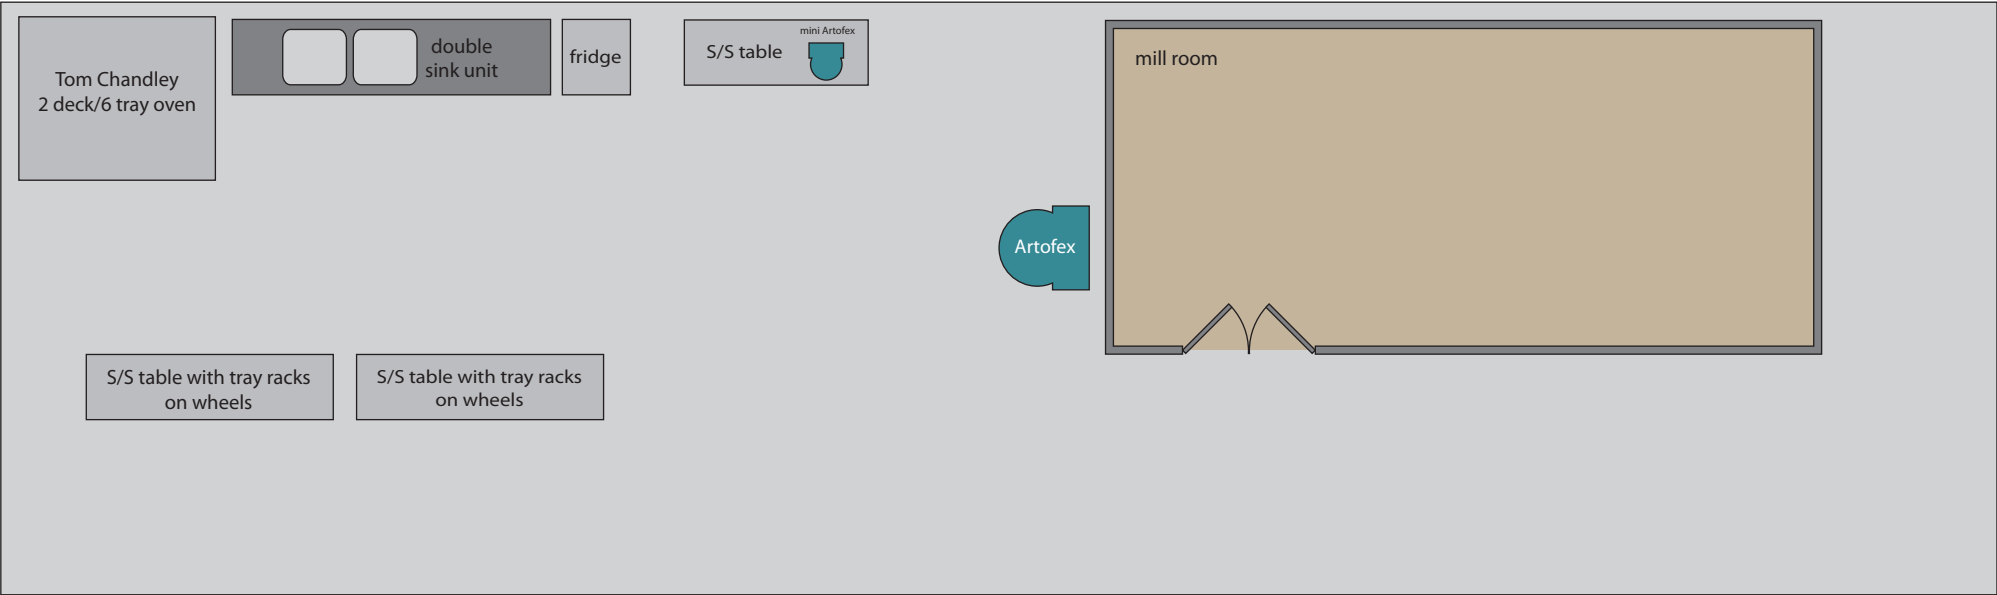 Tom Chandley
2 deck/6 tray oven
double
sink unit
fridge
S/S table
mini Artofex
mill room
Artofex
S/S table with tray racks
on wheels
S/S table with tray racks
on wheels